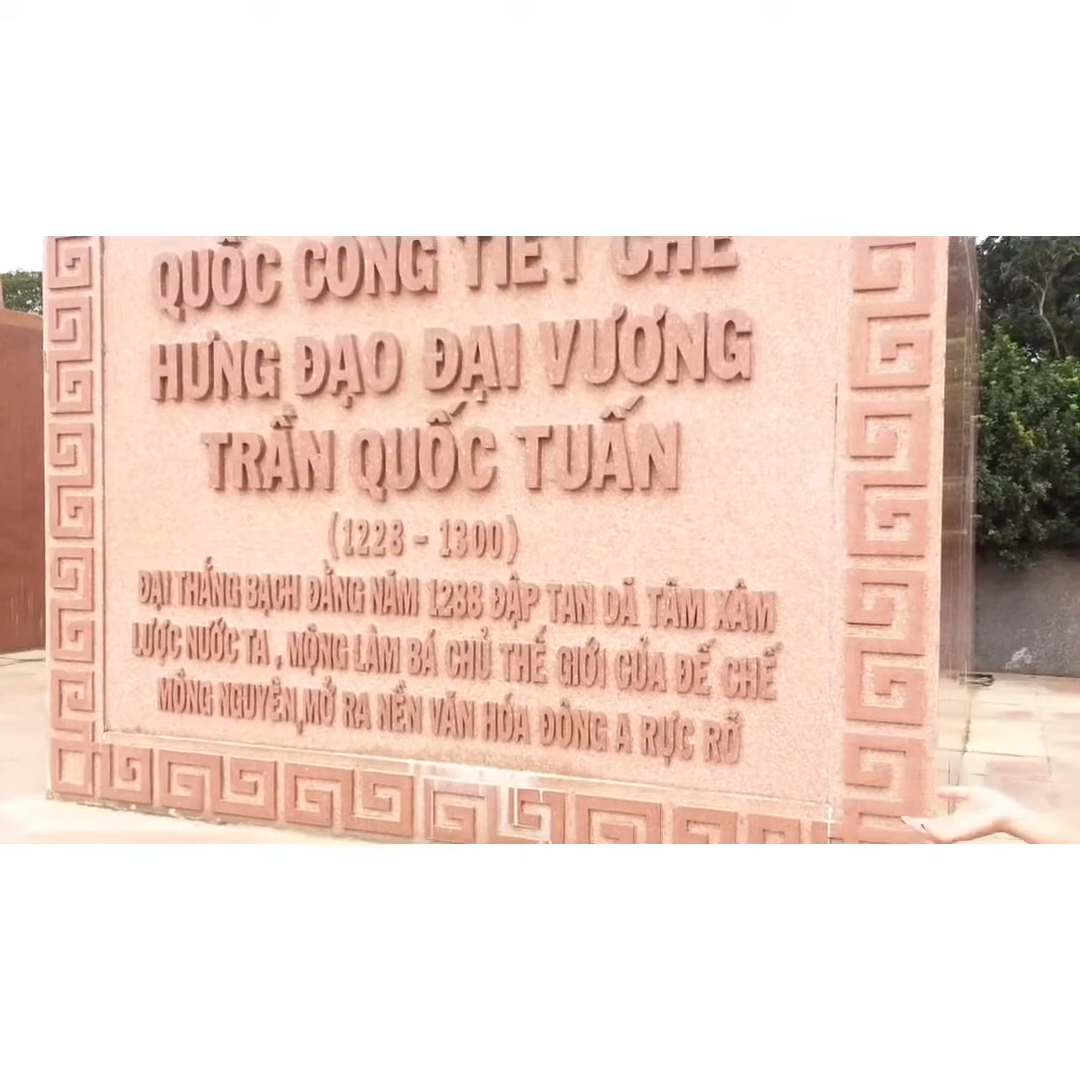 QUỐC CÔNG TIẾT CHẾ
HƯNG ĐẠO ĐẠI VƯƠNG
TRẦN QUỐC TUẤN
(1228 - 1300)
ĐẠI THẮNG BẠCH ĐẰNG NĂM 1288 ĐẬP TAN DÃ TÂM XÂM
LƯỢC NƯỚC TA , MỘNG LÀM BÁ CHỦ THẾ GIỚI CỦA ĐẾ CHẾ
MÔNG NGUYÊN,MỞ RA NỀN VĂN HÓA ĐÔNG A RỰC RỠ